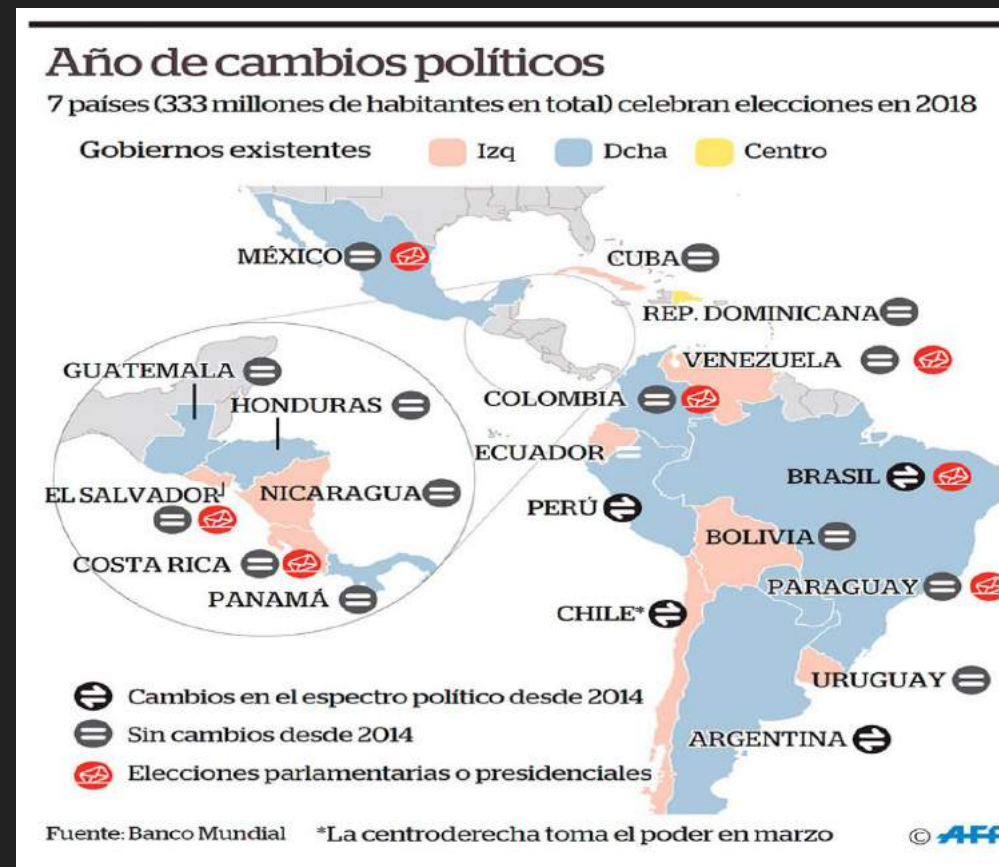 Año de cambios políticos
7 países (333 millones de habitantes en total) celebran elecciones en 2018
Gobiernos existentes Izq Dcha Centro
MÉXICO
CUBA
REP. DOMINICANA
VENEZUELA
GUATEMALA
HONDURAS
COLOMBIA
ECUADOR
BRASIL
EL SALVADOR
NICARAGUA
PERÚ
BOLIVIA
COSTA RICA
PARAGUAY
PANAMÁ
CHILE*
URUGUAY
ARGENTINA
Cambios en el espectro político desde 2014
Sin cambios desde 2014
Elecciones parlamentarias o presidenciales
Fuente: Banco Mundial *La centroderecha toma el poder en marzo © AFP